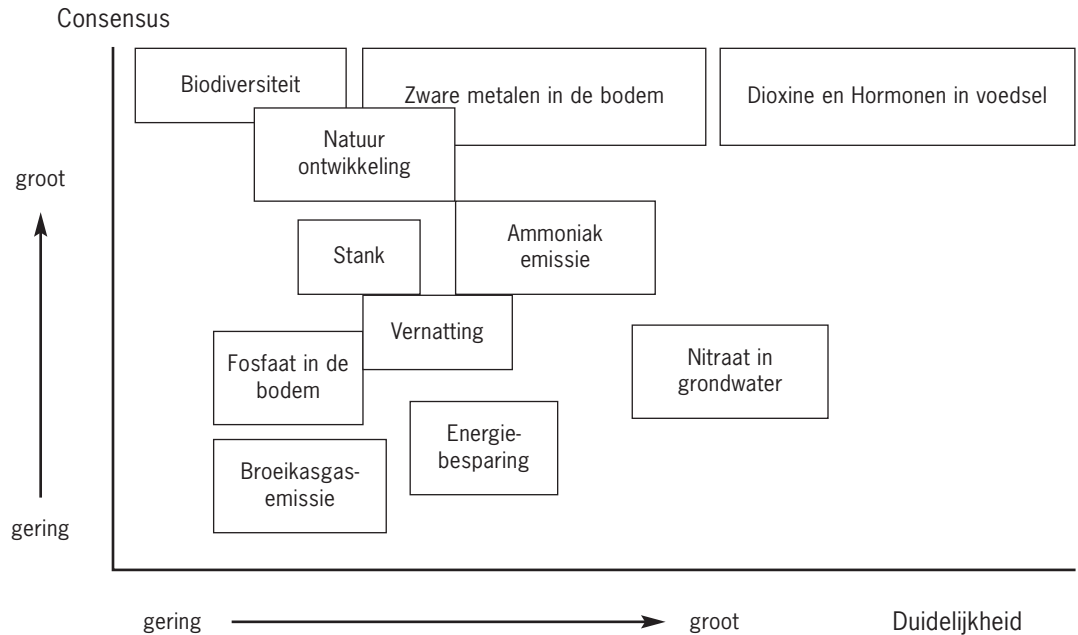 Consensus
Biodiversiteit
Zware metalen in de bodem
Dioxine en Hormonen in voedsel
Natuur
ontwikkeling
groot
Stank
Ammoniak
emissie
Vernatting
Fosfaat in de
bodem
Nitraat in
grondwater
Energie-
besparing
Broeikasgas-
emissie
gering
gering
groot
Duidelijkheid